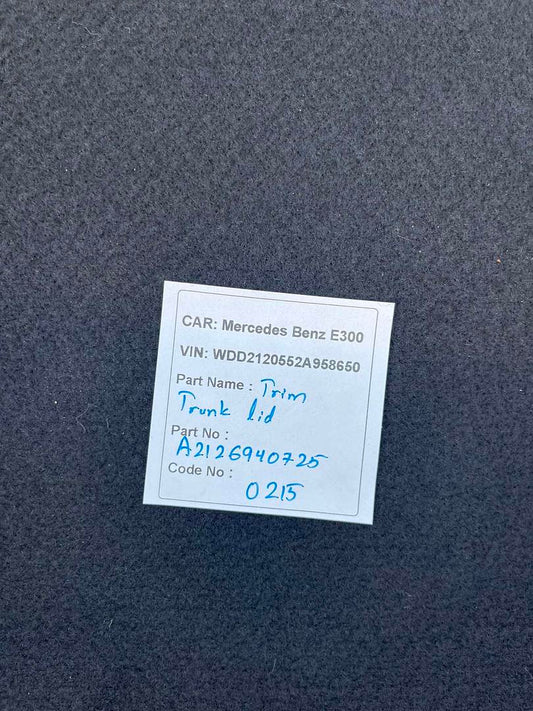 CAR: Mercedes Benz E300
VIN: WDD2120552A958650
Part Name : Trim
Trunk lid
Part No :
A2126940725
Code No :
0215